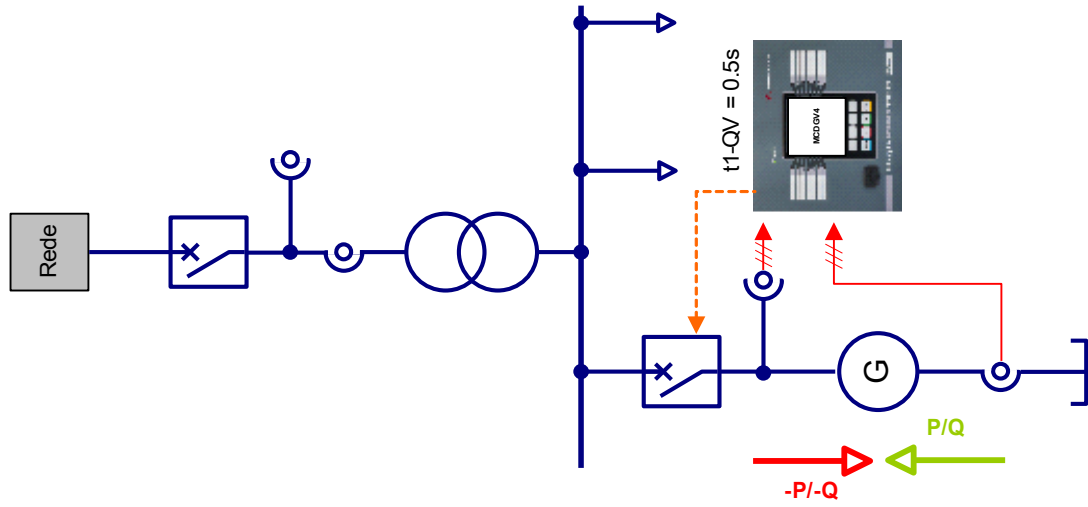 Rede
t1-QV = 0.5s
MCDGV4
G
P/Q
-P/-Q